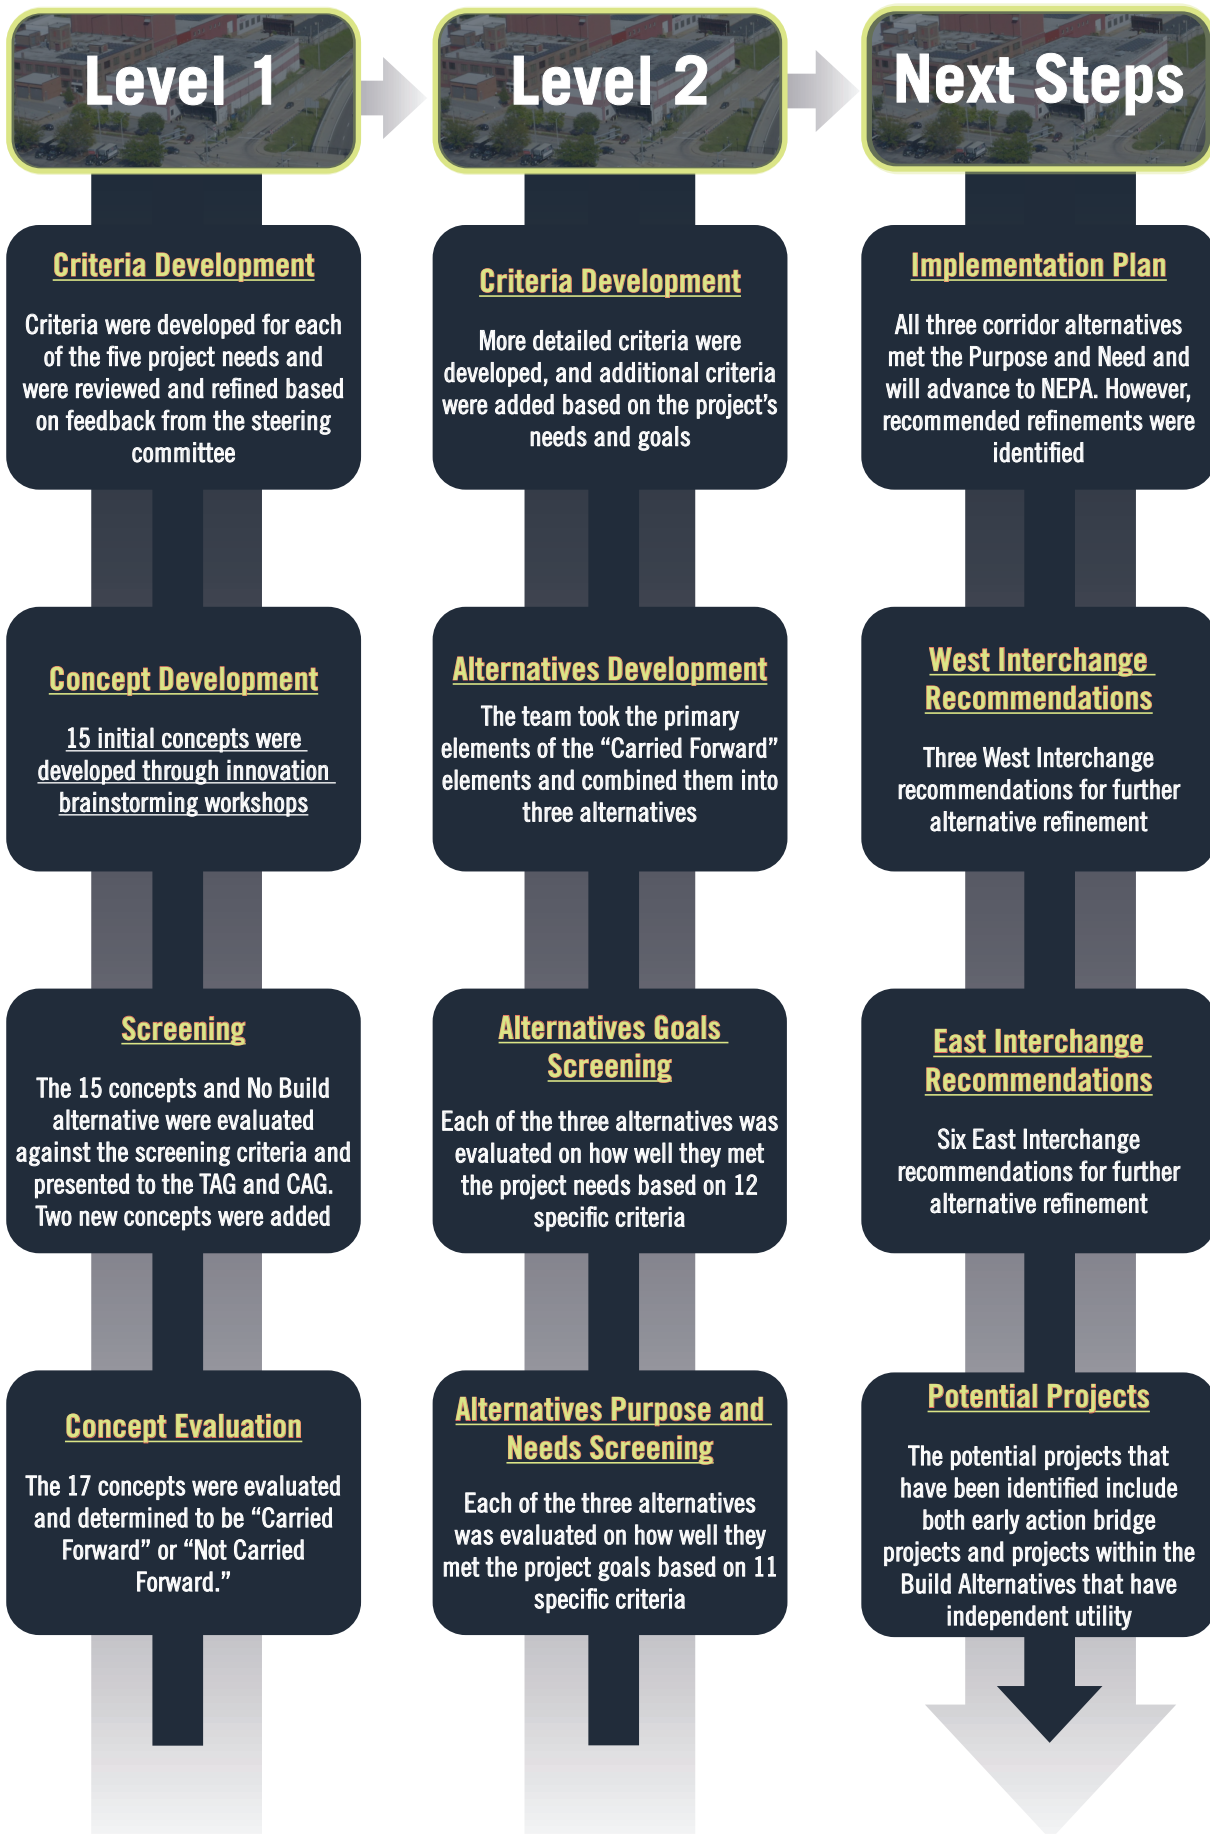 Level 1
Level 2
Next Steps
Criteria Development
Criteria were developed for each
of the five project needs and
were reviewed and refined based
on feedback from the steering
committee
Concept Development
15 initial concepts were
developed through innovation
brainstorming workshops
Screening
The 15 concepts and No Build
alternative were evaluated
against the screening criteria and
presented to the TAG and CAG.
Two new concepts were added
Concept Evaluation
The 17 concepts were evaluated
and determined to be “Carried
Forward” or “Not Carried
Forward.”
Criteria Development
More detailed criteria were
developed, and additional criteria
were added based on the project’s
needs and goals
Alternatives Development
The team took the primary
elements of the “Carried Forward”
elements and combined them into
three alternatives
Alternatives Goals
Screening
Each of the three alternatives was
evaluated on how well they met
the project needs based on 12
specific criteria
Alternatives Purpose and
Needs Screening
Each of the three alternatives
was evaluated on how well they
met the project goals based on 11
specific criteria
Implementation Plan
All three corridor alternatives
met the Purpose and Need and
will advance to NEPA. However,
recommended refinements were
identified
West Interchange
Recommendations
Three West Interchange
recommendations for further
alternative refinement
East Interchange
Recommendations
Six East Interchange
recommendations for further
alternative refinement
Potential Projects
The potential projects that
have been identified include
both early action bridge
projects and projects within the
Build Alternatives that have
independent utility